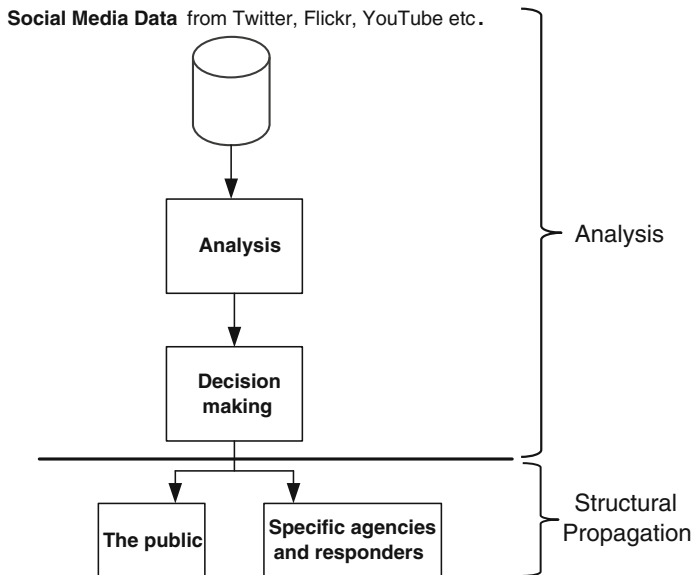 Social Media Data from Twitter, Flickr, YouTube etc.
Analysis
Analysis
Decision
making
The public
Specific agencies
and responders
Structural
Propagation